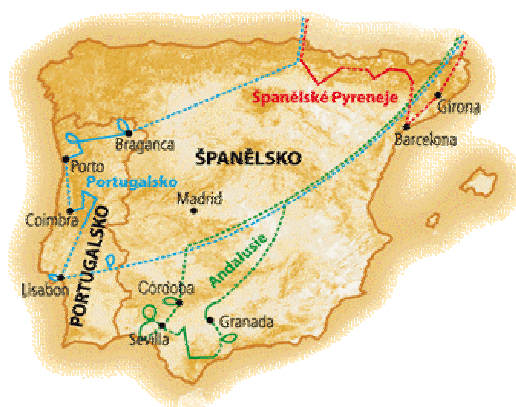 Španělské Pyreneje
Girona
Barcelona
Braganca
ŠPANĚLSKO
Porto
Portugalsko
Madrid
Coimbra
PORTUGALSKO
Lisabon
Andalusie
Córdoba
Granada
Sevilla